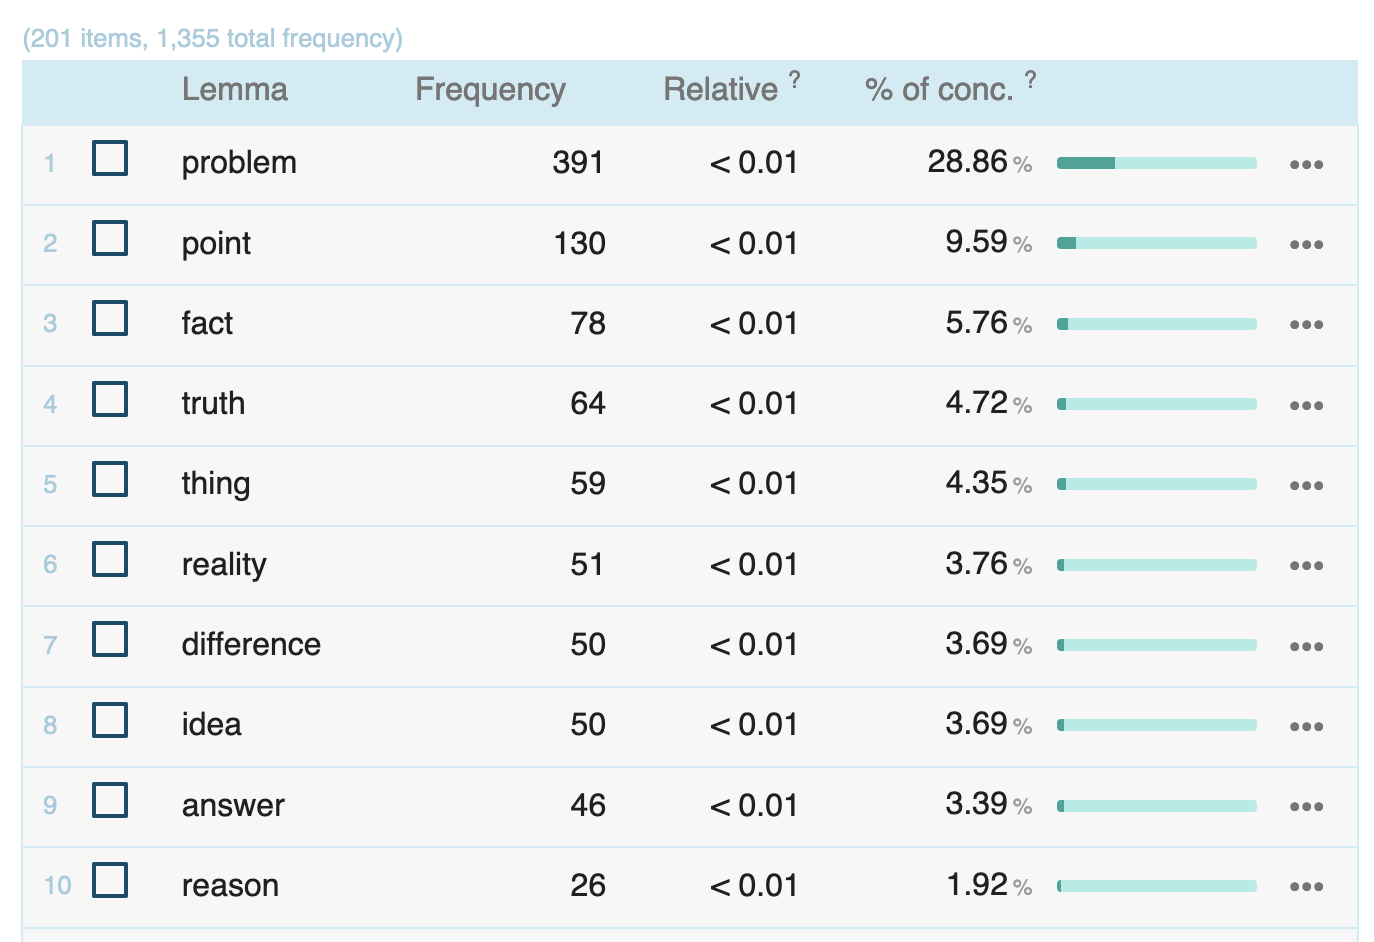 (201 items, 1,355 total frequency)
Lemma Frequency Relative ? % of conc. ?
1 problem 391 < 0.01 28.86 % •••
2 point 130 < 0.01 9.59 % •••
3 fact 78 < 0.01 5.76 % •••
4 truth 64 < 0.01 4.72 % •••
5 thing 59 < 0.01 4.35 % •••
6 reality 51 < 0.01 3.76 % •••
7 difference 50 < 0.01 3.69 % •••
8 idea 50 < 0.01 3.69 % •••
9 answer 46 < 0.01 3.39 % •••
10 reason 26 < 0.01 1.92 % •••